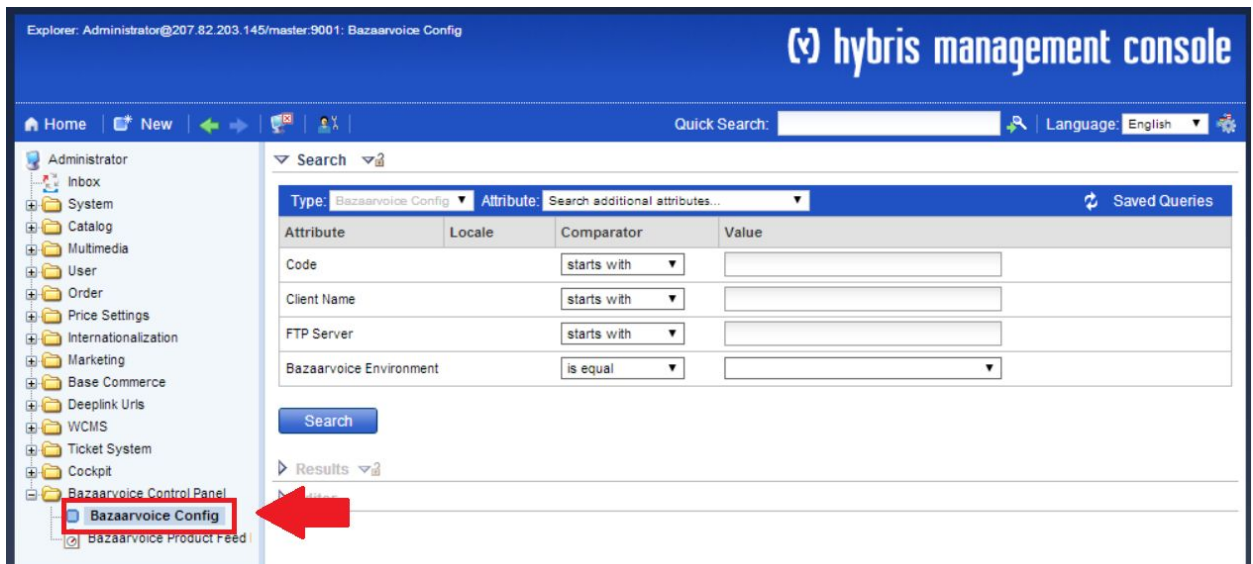 Explorer: Administrator@207.82.203.145/master:9001: Bazaarvoice Config
(v) hybris management console
Home New Quick Search: Language: English
Administrator
Inbox
System
Catalog
Multimedia
User
Order
Price Settings
Internationalization
Marketing
Base Commerce
Deeplink Urls
WCMS
Ticket System
Cockpit
Bazaarvoice Control Panel
Bazaarvoice Config
Bazaarvoice Product Feed
Search
Type: Bazaarvoice Config Attribute: Search additional attributes... Saved Queries
Attribute Locale Comparator Value
Code starts with
Client Name starts with
FTP Server starts with
Bazaarvoice Environment is equal
Search
Results